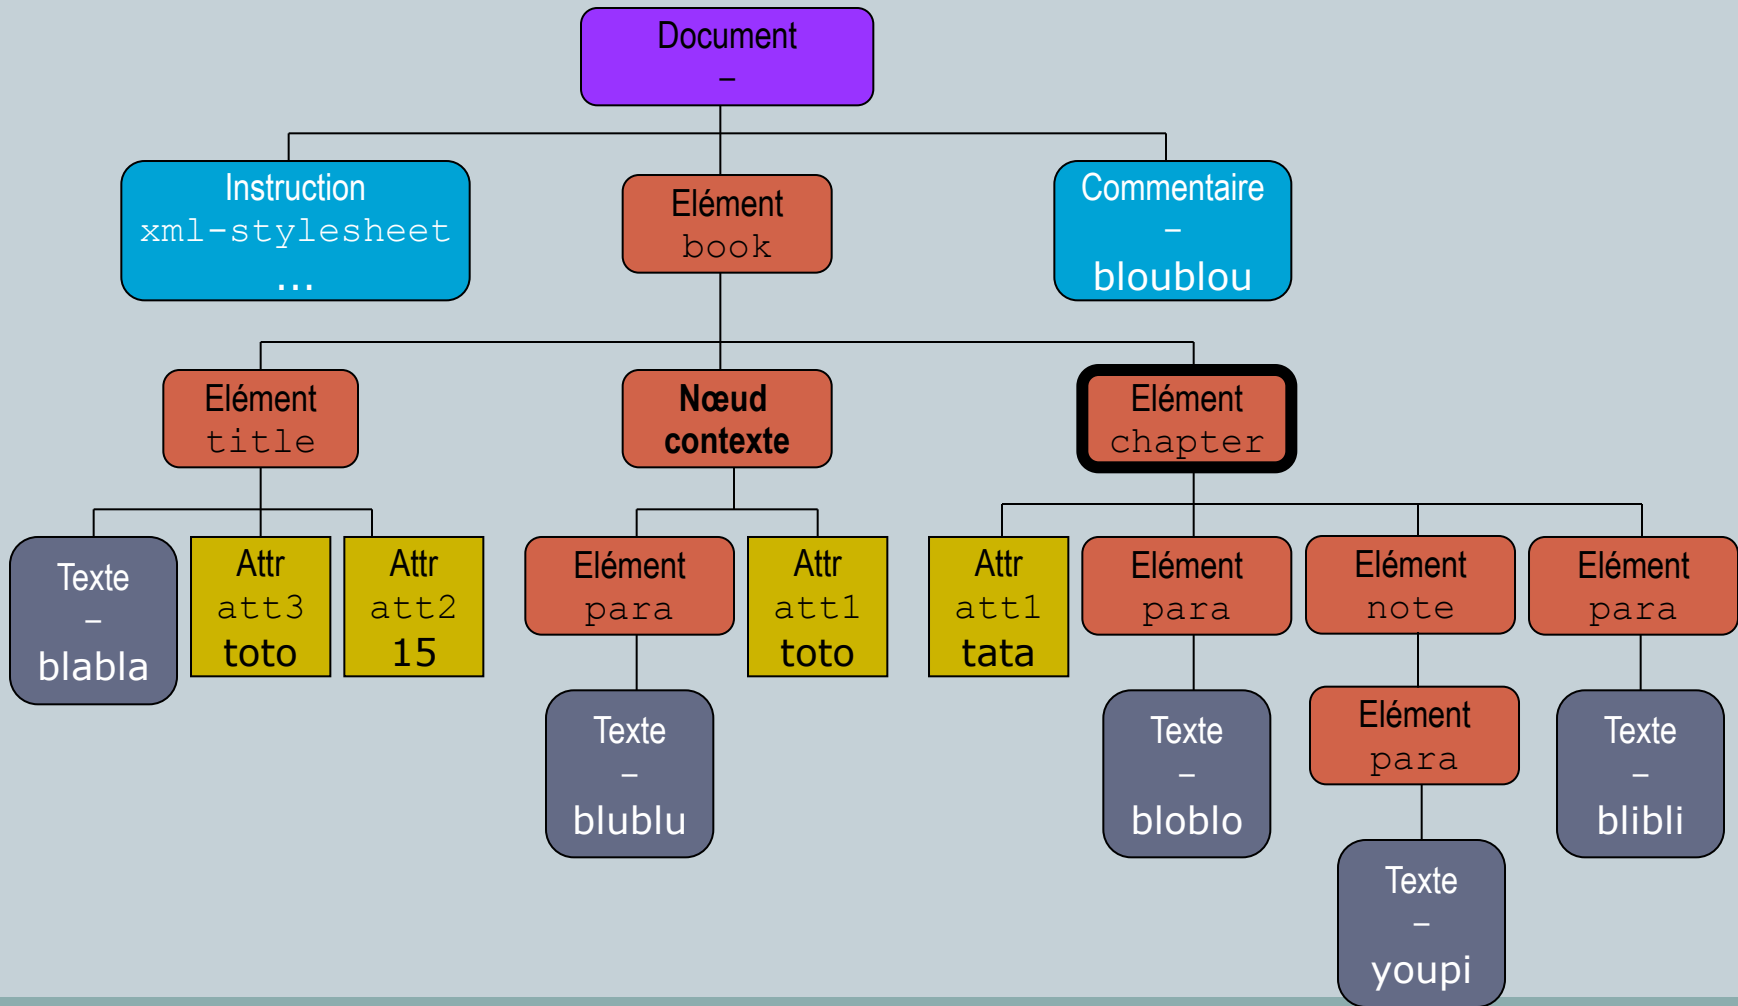 Document
–
Instruction
xml-stylesheet
...
Elément
book
Commentaire
–
bloublou
Elément
title
Nœud
contexte
Elément
chapter
Texte
–
blabla
Attr
att3
toto
Attr
att2
15
Elément
para
Attr
att1
toto
Attr
att1
tata
Elément
para
Elément
note
Elément
para
Texte
–
blublu
Texte
–
bloblo
Elément
para
Texte
–
blibli
Texte
–
youpi